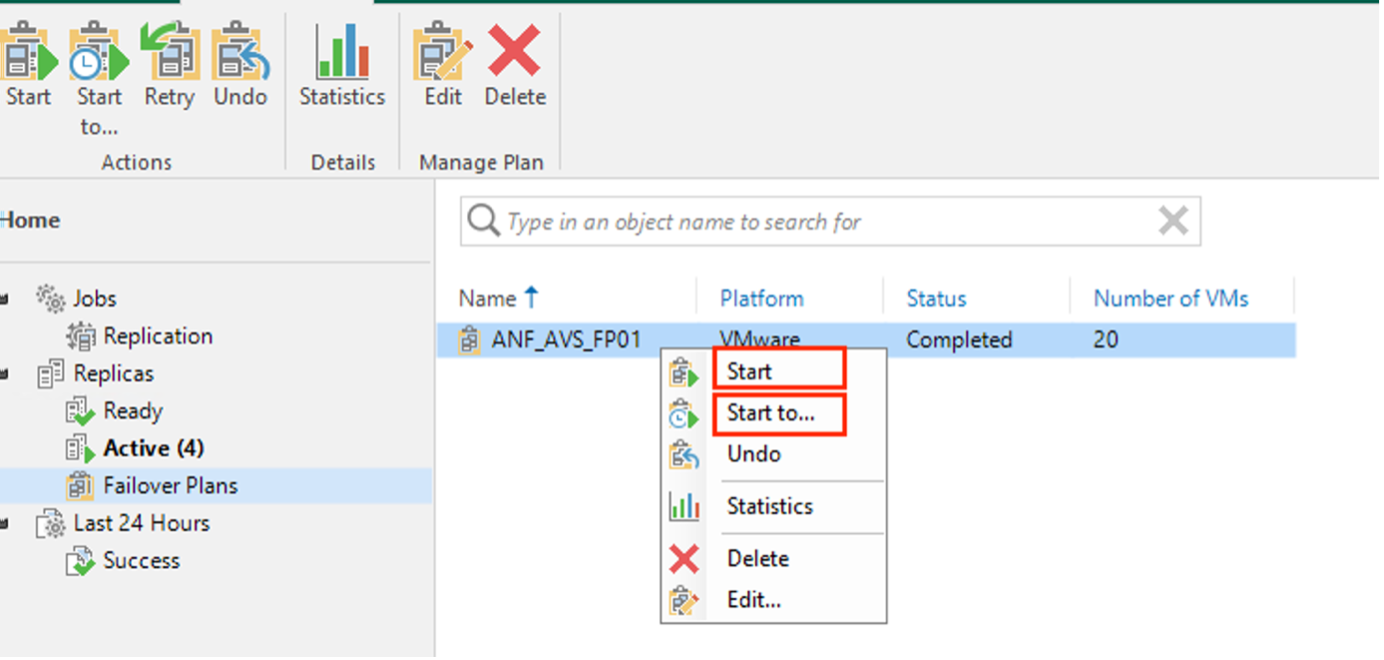 Start Start to... Retry Undo Statistics Edit Delete
Actions Details Manage Plan
Home
Type in an object name to search for
Jobs
Replication
Replicas
Ready
Active (4)
Failover Plans
Last 24 Hours
Success
Name Platform Status Number of VMs
ANF_AVS_FP01 VMware Completed 20
Start
Start to...
Undo
Statistics
Delete
Edit...